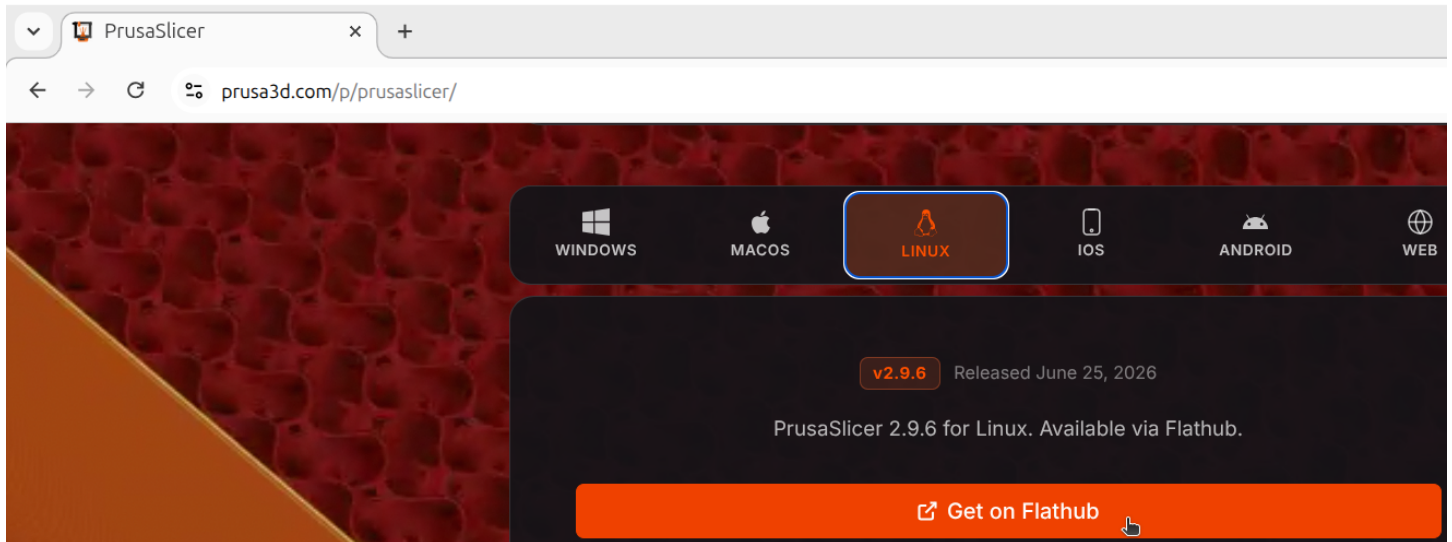 PrusaSlicer
prusa3d.com/p/prusaslicer/
WINDOWS MACOS LINUX IOS ANDROID WEB
v2.9.6 Released June 25, 2026
PrusaSlicer 2.9.6 for Linux. Available via Flathub.
Get on Flathub